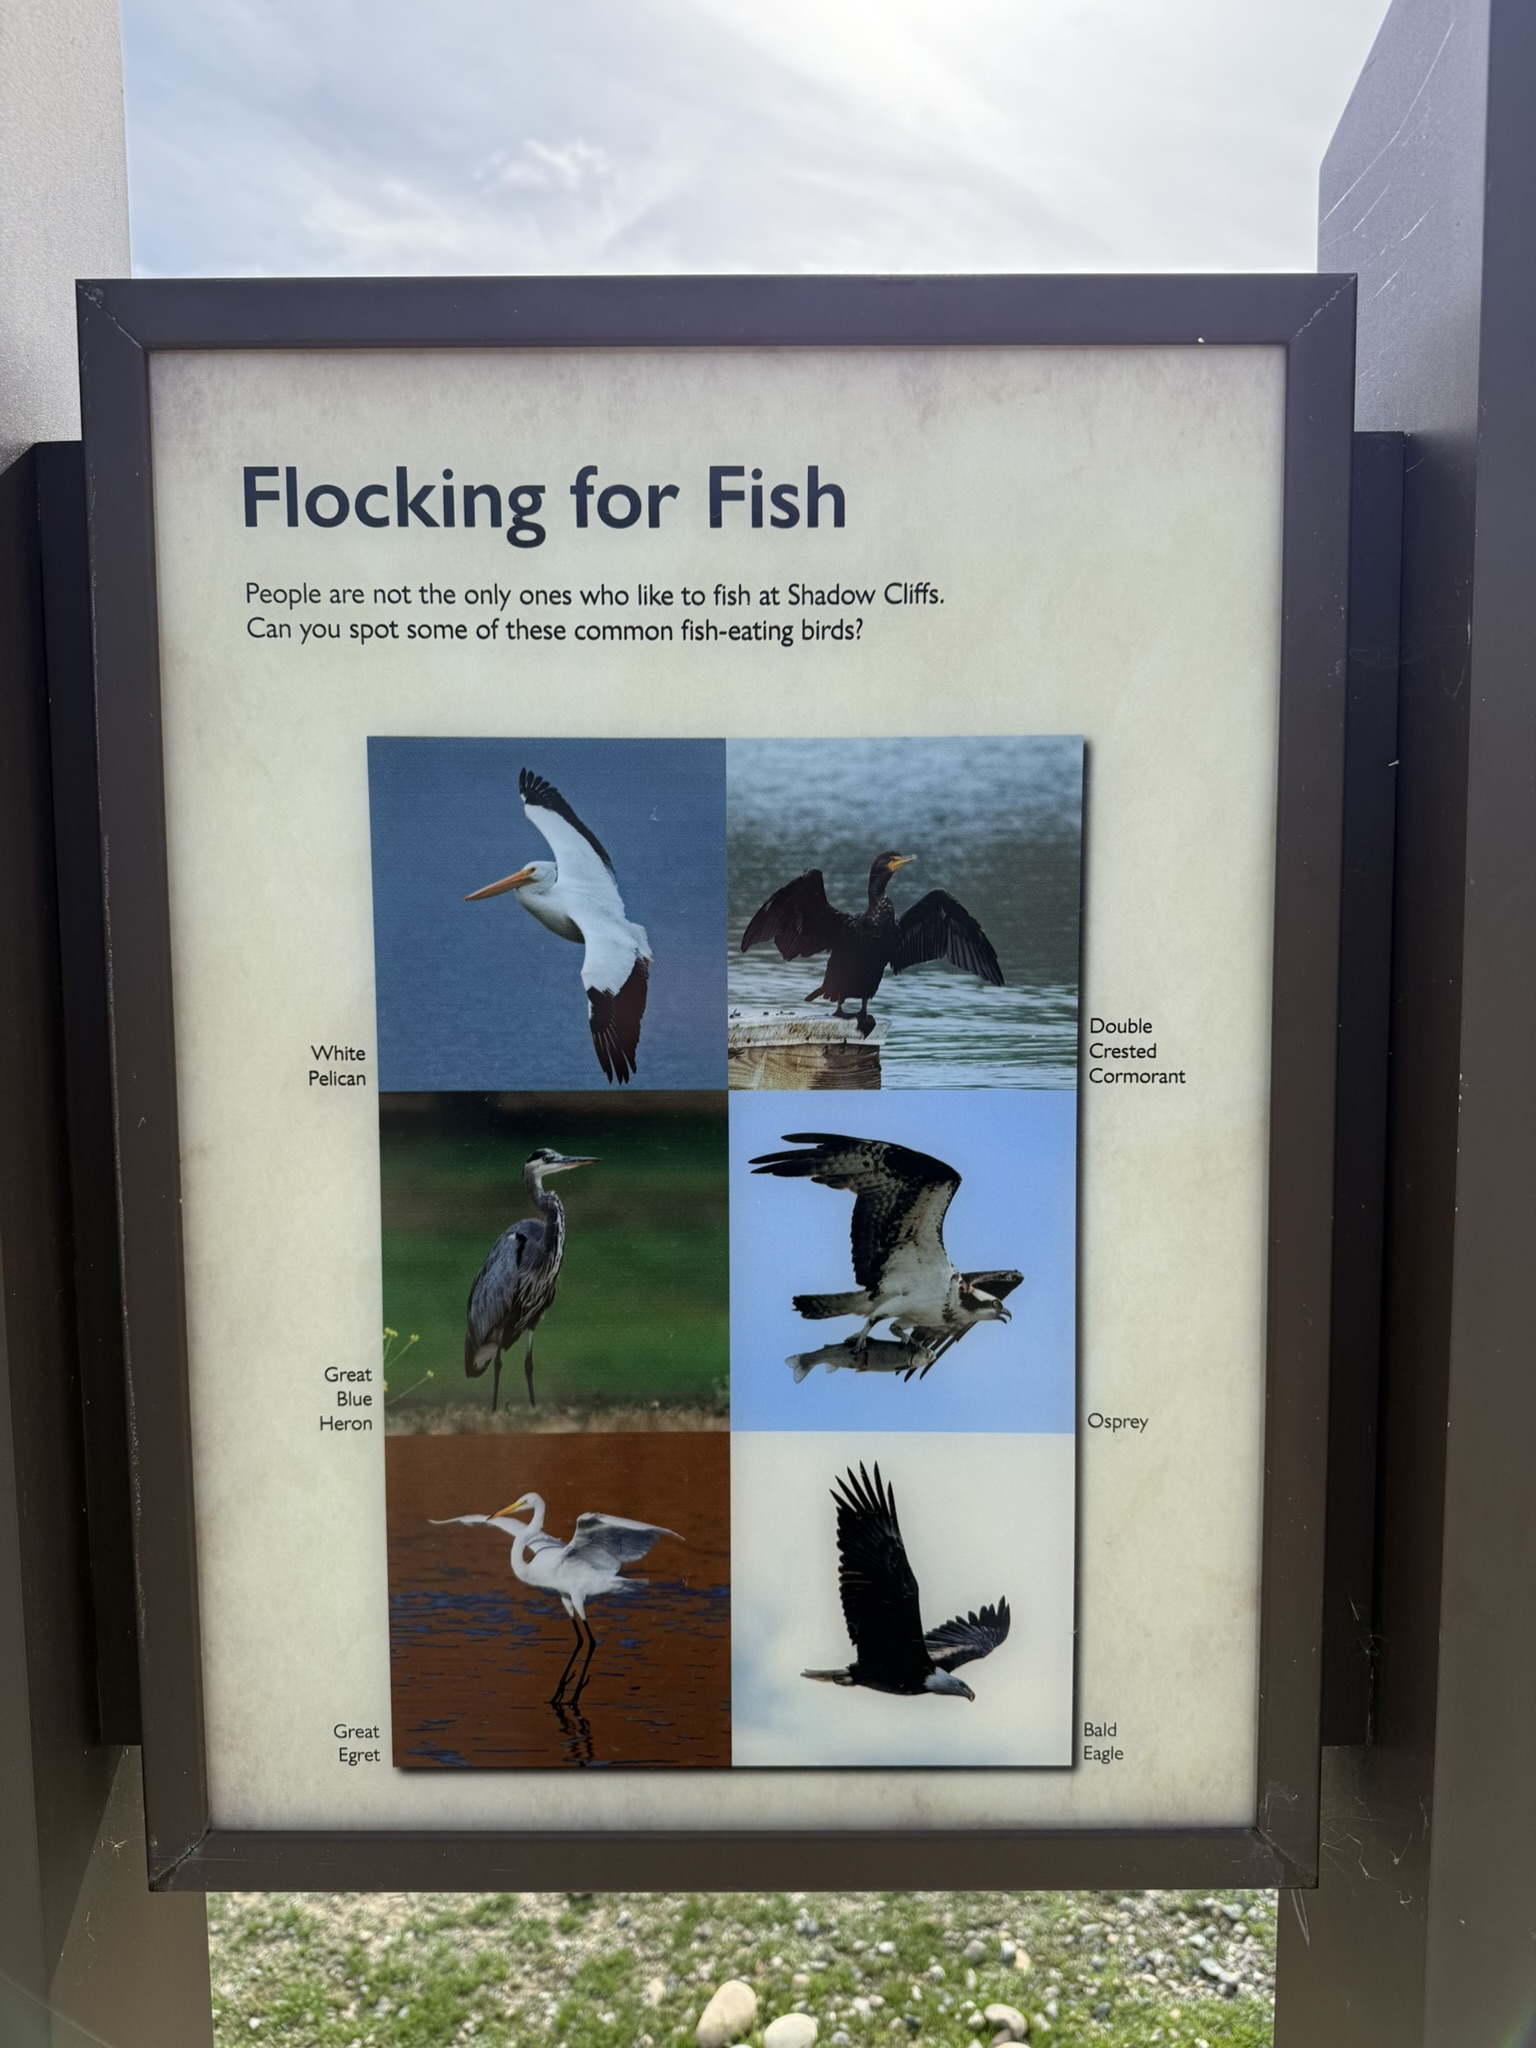 Flocking for Fish
People are not the only ones who like to fish at Shadow Cliffs.
Can you spot some of these common fish-eating birds?
White
Pelican
Double
Crested
Cormorant
Great
Blue
Heron
Osprey
Great
Egret
Bald
Eagle